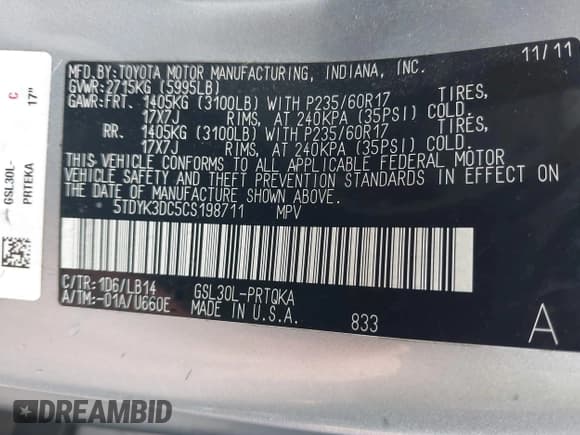 MFD.BY:TOYOTA MOTOR MANUFACTURING, INDIANA, INC. 11/11
GVWR:2715KG (5995LB)
GAWR:FRT. 1405KG (3100LB) WITH P235/60R17 TIRES,
17X7J RIMS, AT 240KPA (35PSI) COLD.
RR. 1405KG (3100LB) WITH P235/60R17 TIRES,
17X7J RIMS, AT 240KPA (35PSI) COLD.
THIS VEHICLE CONFORMS TO ALL APPLICABLE FEDERAL MOTOR
VEHICLE SAFETY AND THEFT PREVENTION STANDARDS IN EFFECT ON
THE DATE OF MANUFACTURE SHOWN ABOVE.
5TDYK3DC5CS198711 MPV
C/TR:1D6/LB14 GSL30L-PRTQKA
A/TM:-01A/U660E MADE IN U.S.A. 833 A
GSL30L-
PRTEKA
C
17"
DREAMBID